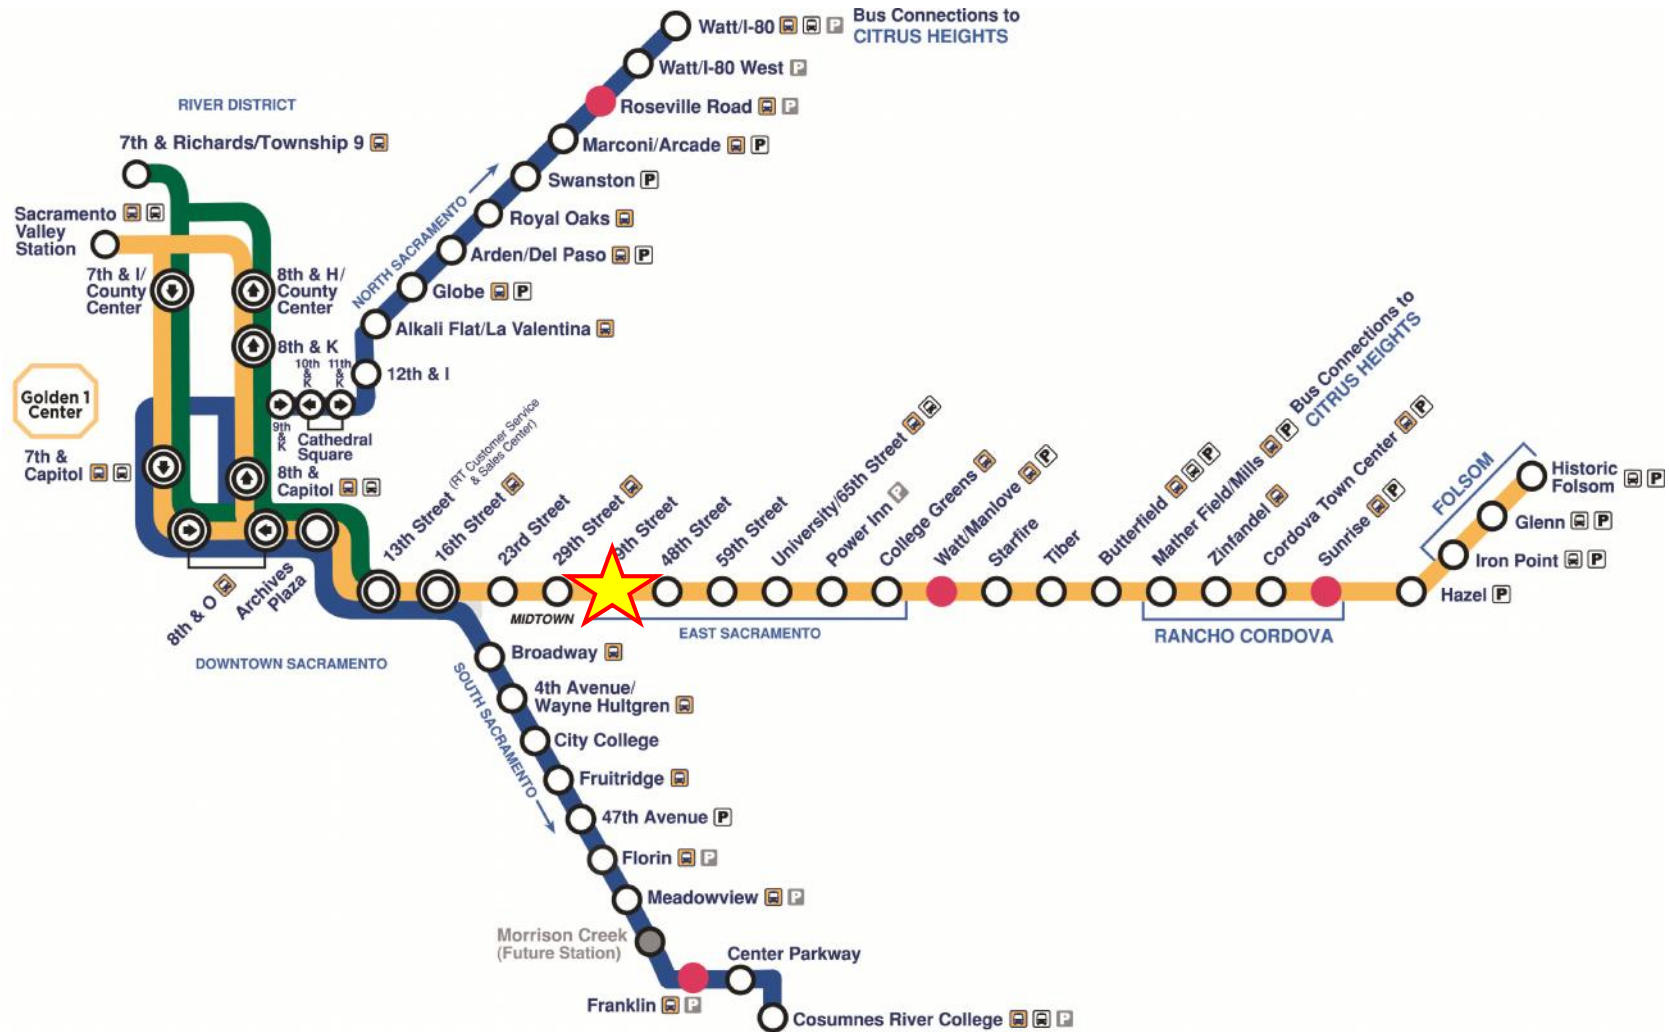 Watt/I-80 P
Bus Connections to
CITRUS HEIGHTS
Watt/I-80 West P
RIVER DISTRICT
Roseville Road P
7th & Richards/Township 9
Marconi/Arcade P
Swanston P
Sacramento
Valley
Station
Royal Oaks
NORTH SACRAMENTO
Arden/Del Paso P
7th & I/
County
Center
8th & H/
County
Center
Globe P
Alkali Flat/La Valentina
8th & K
10th
&
K
11th
&
K
12th & I
Golden 1
Center
9th
&
K
Cathedral
Square
7th &
Capitol
8th &
Capitol
8th & O
Archives
Plaza
DOWNTOWN SACRAMENTO
13th Street
(RT Customer Service
& Sales Center)
16th Street
23rd Street
29th Street
9th Street
48th Street
59th Street
University/65th Street
Power Inn P
College Greens
Watt/Manlove P
Starfire
Tiber
Butterfield P
Mather Field/Mills P
Bus Connections to
CITRUS HEIGHTS
Zinfandel
Cordova Town Center P
Sunrise P
FOLSOM
Historic
Folsom P
Glenn P
Iron Point P
Hazel P
MIDTOWN
EAST SACRAMENTO
RANCHO CORDOVA
SOUTH SACRAMENTO
Broadway
4th Avenue/
Wayne Hultgren
City College
Fruitridge
47th Avenue P
Florin P
Meadowview P
Morrison Creek
(Future Station)
Center Parkway
Franklin P
Cosumnes River College P